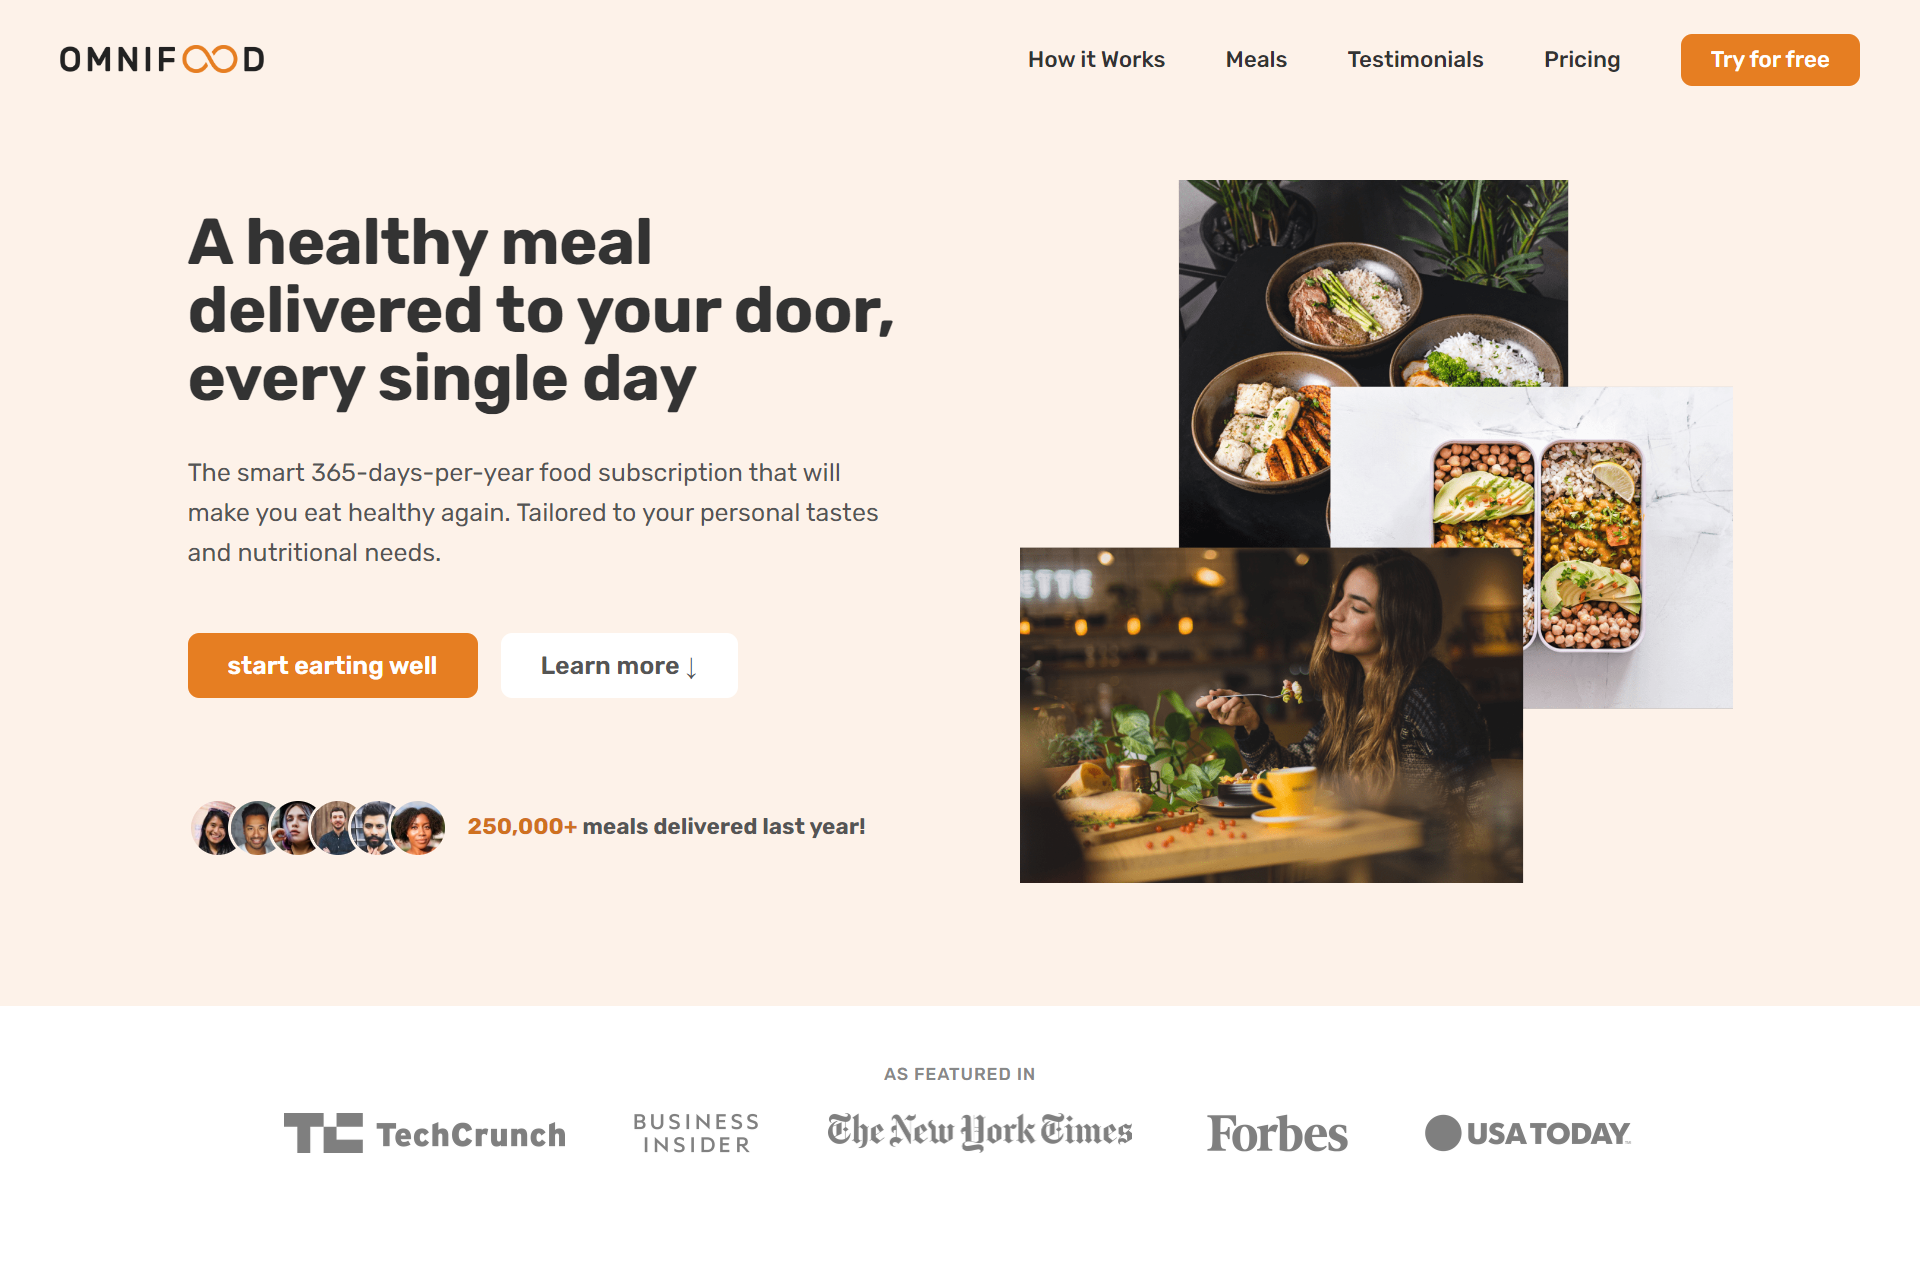 OMNIFOOD
How it Works
Meals
Testimonials
Pricing
Try for free
A healthy meal
delivered to your door,
every single day
The smart 365-days-per-year food subscription that will
make you eat healthy again. Tailored to your personal tastes
and nutritional needs.
start earting well
Learn more ↓
250,000+ meals delivered last year!
ETTE
AS FEATURED IN
TC TechCrunch
BUSINESS
INSIDER
The New York Times
Forbes
USA TODAY